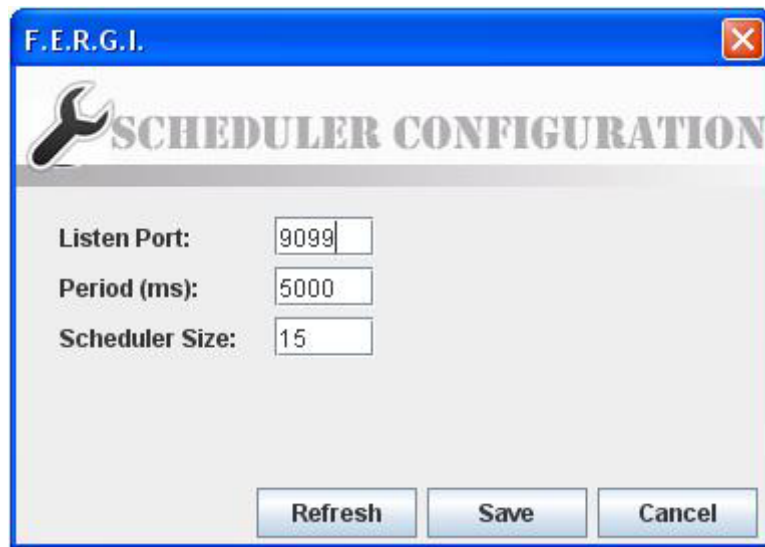 F.E.R.G.I.
SCHEDULER CONFIGURATION
Listen Port: 9099
Period (ms): 5000
Scheduler Size: 15
Refresh Save Cancel